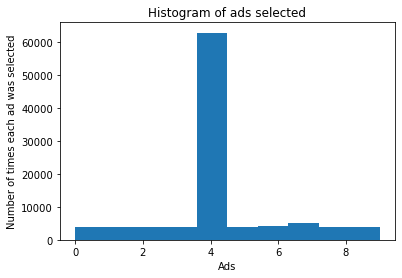 Histogram of ads selected
Number of times each ad was selected
60000
50000
40000
30000
20000
10000
0
0 2 4 6 8
Ads